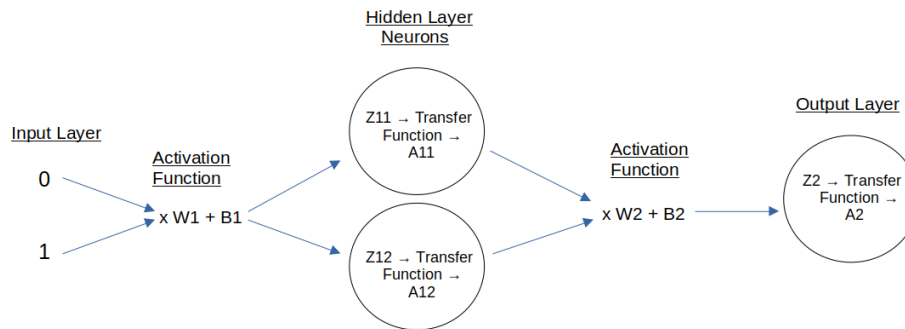 Input Layer
0
1
Activation
Function
x W1 + B1
Hidden Layer
Neurons
Z11 → Transfer
Function →
A11
Z12 → Transfer
Function →
A12
Activation
Function
x W2 + B2
Output Layer
Z2 → Transfer
Function →
A2